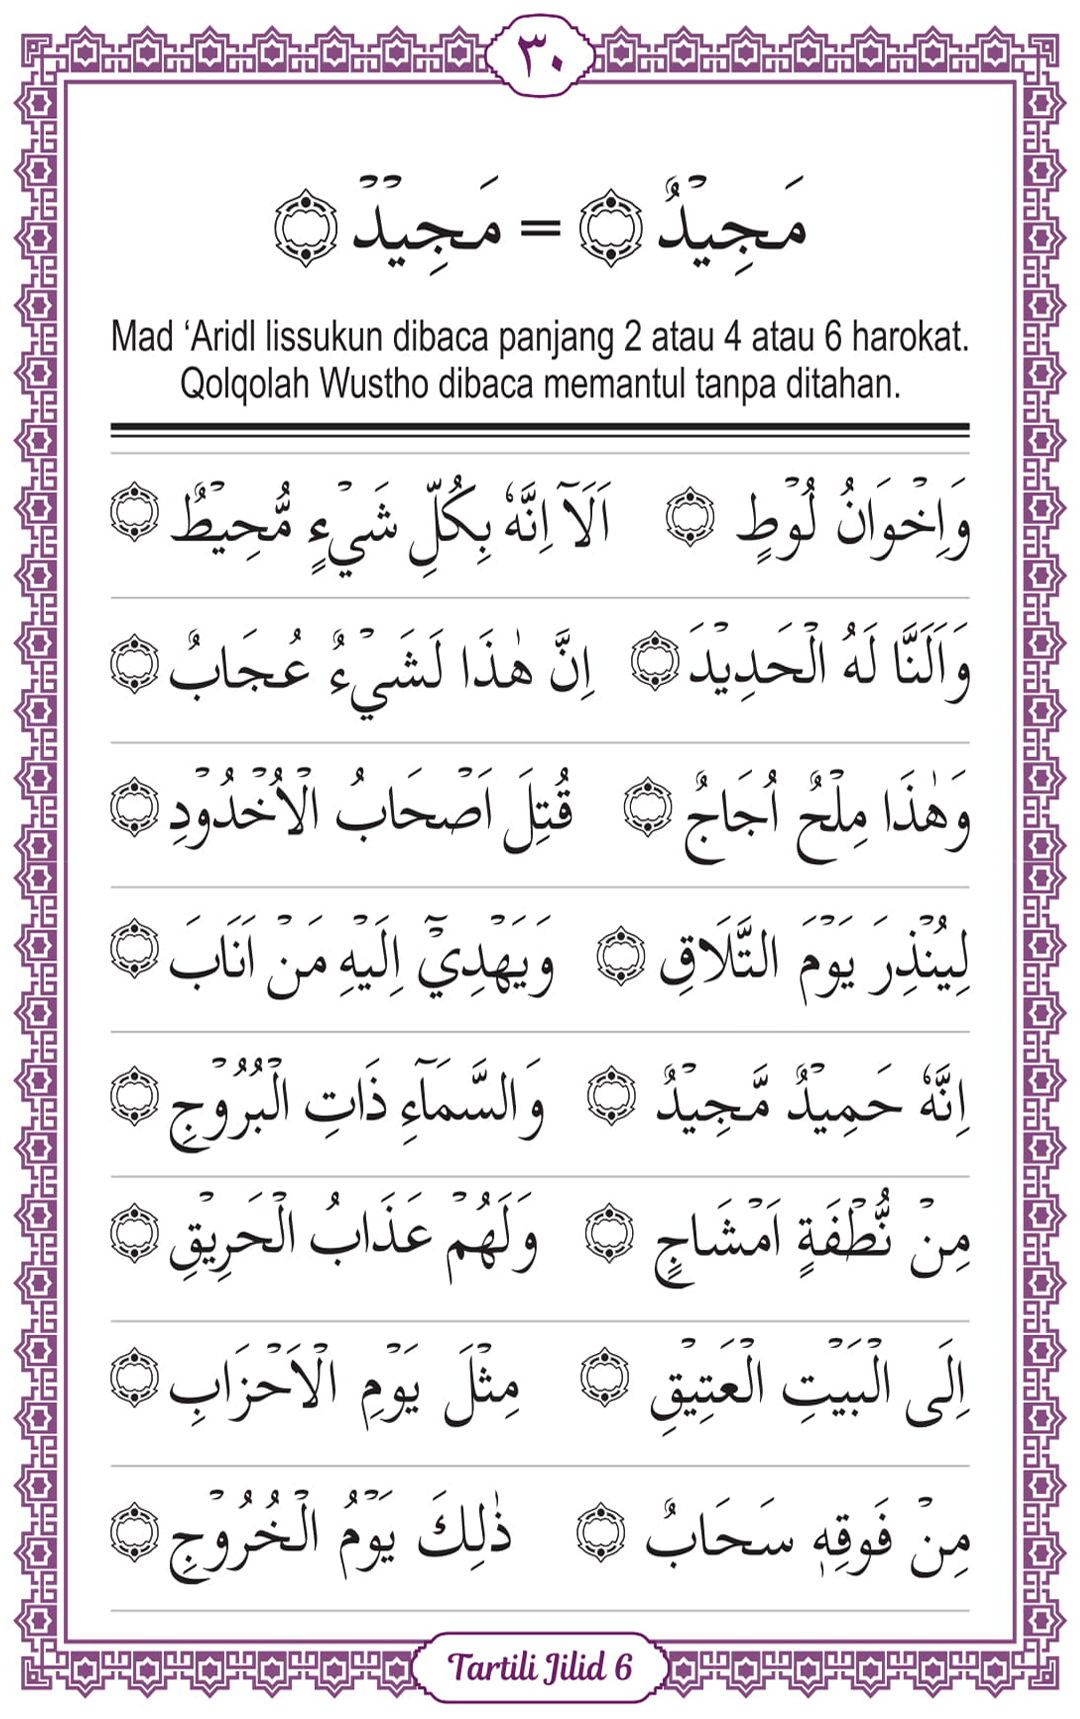 ٣٠
مَجِيْدٌ ۝ = مَجِيْدْ ۝
Mad ‘Aridl lissukun dibaca panjang 2 atau 4 atau 6 harokat.
Qolqolah Wustho dibaca memantul tanpa ditahan.
وَاِخْوَانُ لُوْطٍ ۝ اَلَآ اِنَّهٗ بِكُلِّ شَيْءٍ مُّحِيْطٌ ۝
وَاَلَنَّا لَهُ الْحَدِيْدَ ۝ اِنَّ هٰذَا لَشَيْءٌ عُجَابٌ ۝
وَهٰذَا مِلْحٌ اُجَاجٌ ۝ قُتِلَ اَصْحَابُ الْاُخْدُوْدِ ۝
لِيُنْذِرَ يَوْمَ التَّلَاقِ ۝ وَيَهْدِيْٓ اِلَيْهِ مَنْ اَنَابَ ۝
اِنَّهٗ حَمِيْدٌ مَّجِيْدٌ ۝ وَالسَّمَآءِ ذَاتِ الْبُرُوْجِ ۝
مِنْ نُّطْفَةٍ اَمْشَاجٍ ۝ وَلَهُمْ عَذَابُ الْحَرِيْقِ ۝
اِلَى الْبَيْتِ الْعَتِيْقِ ۝ مِثْلَ يَوْمِ الْاَحْزَابِ ۝
مِنْ فَوْقِهٖ سَحَابٌ ۝ ذٰلِكَ يَوْمُ الْخُرُوْجِ ۝
Tartili Jilid 6